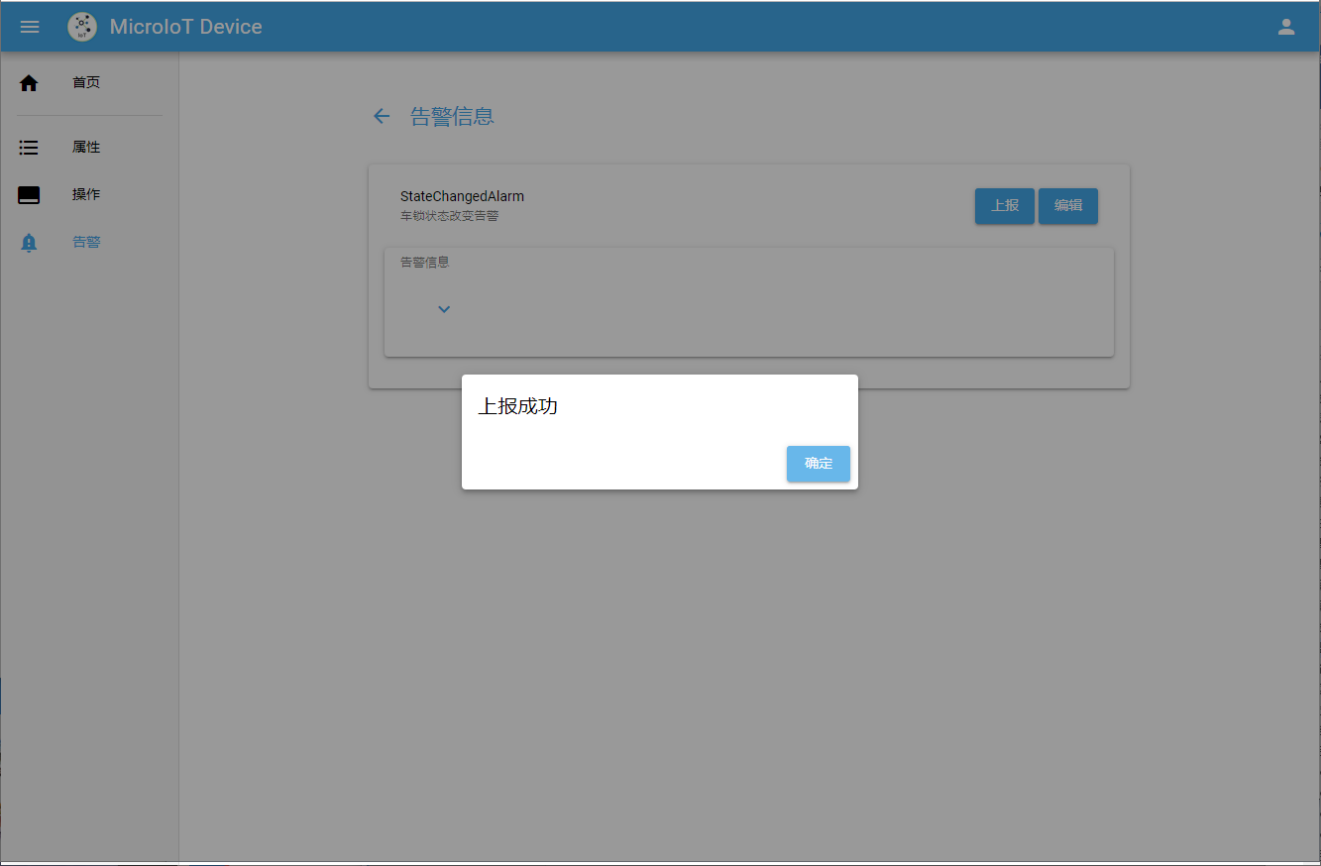 MicroIoT Device
首页
属性
操作
告警
告警信息
StateChangedAlarm
车锁状态改变告警
上报
编辑
告警信息
上报成功
确定